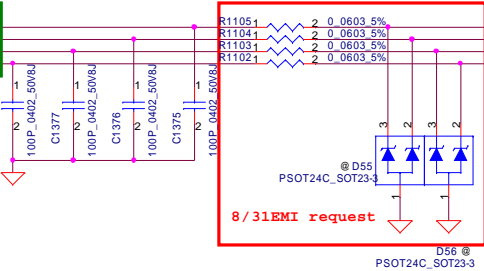 R1105 1 2 0_0603_5%
R1104 1 2 0_0603_5%
R1103 1 2 0_0603_5%
R1102 1 2 0_0603_5%
1 2 100P_0402_50V8J
C1377 1 2 100P_0402_50V8J
C1376 1 2 100P_0402_50V8J
C1375 1 2 100P_0402_50V8J
3 2 3 2
@ D55
PSOT24C_SOT23-3
1 1
8/31EMI request
D56 @
PSOT24C_SOT23-3